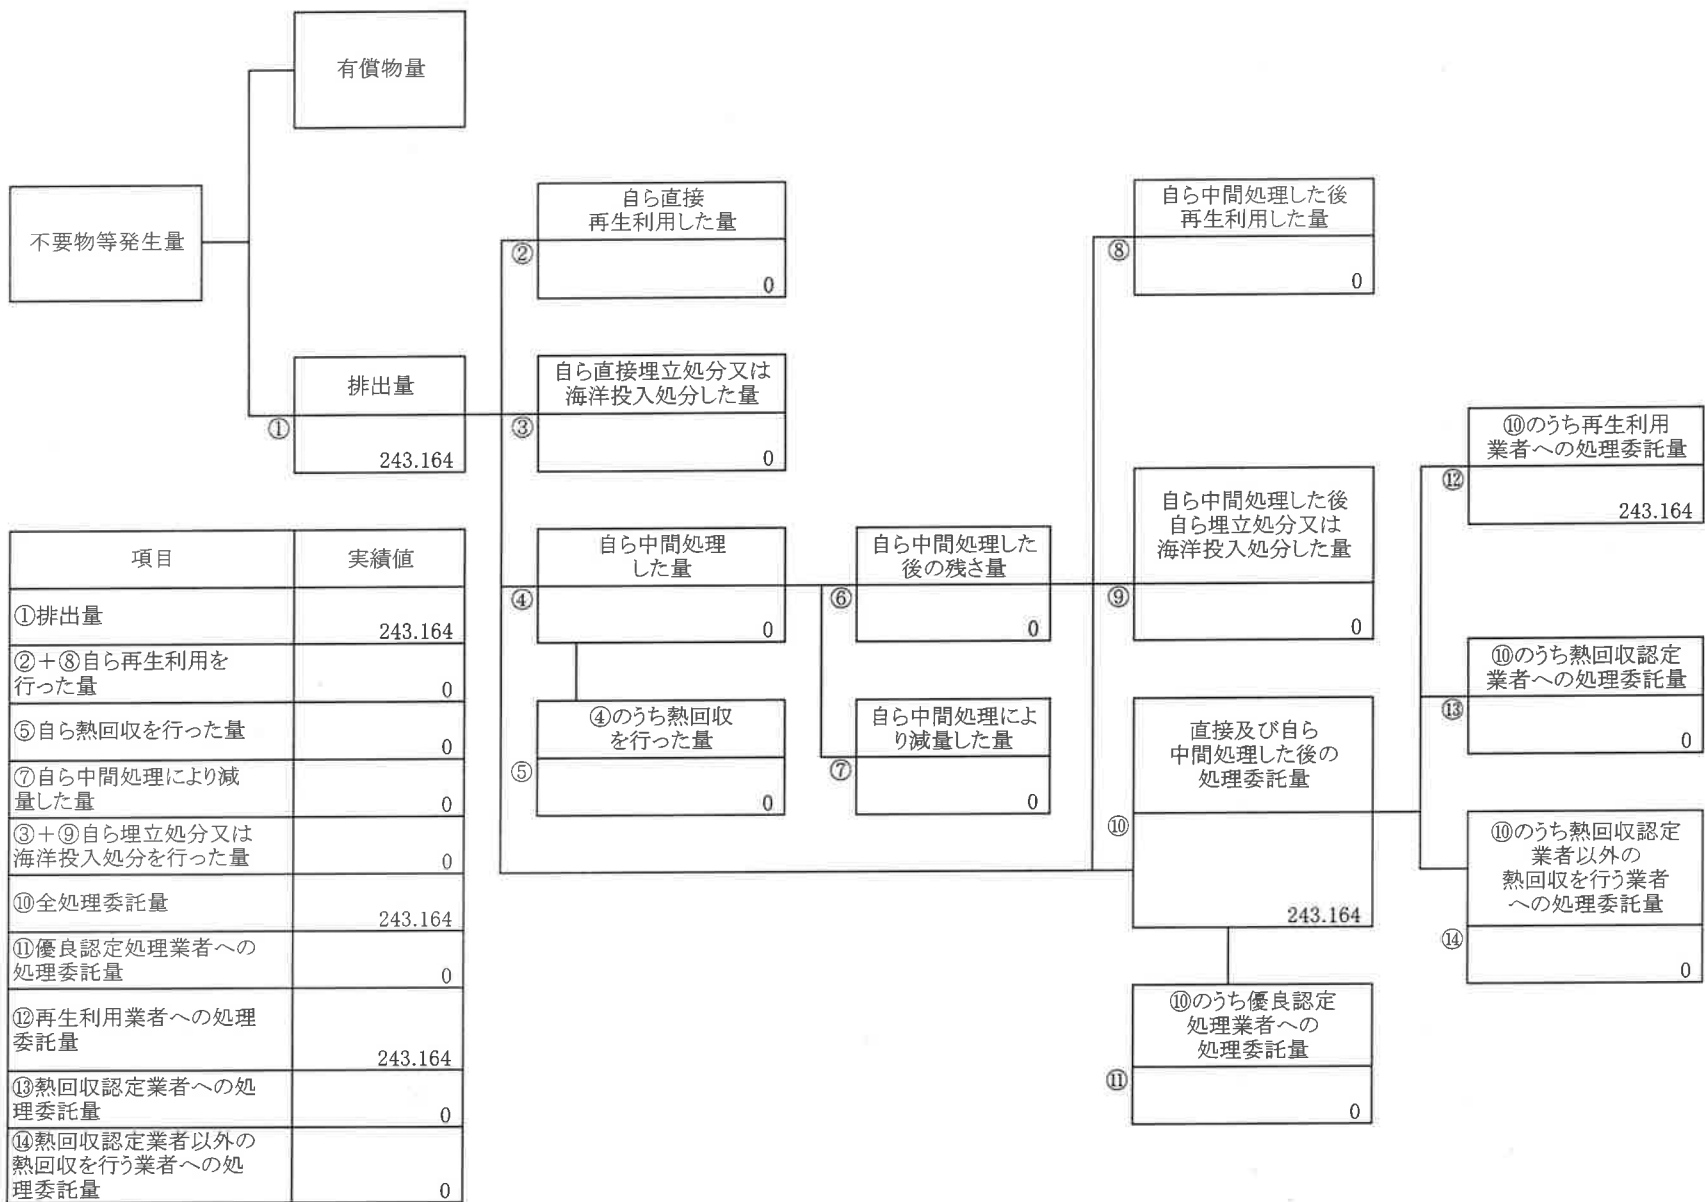 有償物量
不要物等発生量
排出量
①
243.164
自ら直接
再生利用した量
②
0
自ら直接埋立処分又は
海洋投入処分した量
③
0
自ら中間処理
した量
④
0
④のうち熱回収
を行った量
⑤
0
自ら中間処理した
後の残さ量
⑥
0
自ら中間処理によ
り減量した量
⑦
0
自ら中間処理した後
再生利用した量
⑧
0
自ら中間処理した後
自ら埋立処分又は
海洋投入処分した量
⑨
0
直接及び自ら
中間処理した後の
処理委託量
⑩
243.164
⑩のうち優良認定
処理業者への
処理委託量
⑪
0
⑩のうち再生利用
業者への処理委託量
⑫
243.164
⑩のうち熱回収認定
業者への処理委託量
⑬
0
⑩のうち熱回収認定
業者以外の
熱回収を行う業者
への処理委託量
⑭
0
項目 実績値
①排出量
243.164
②＋⑧自ら再生利用を
行った量 0
⑤自ら熱回収を行った量
0
⑦自ら中間処理により減
量した量 0
③＋⑨自ら埋立処分又は
海洋投入処分を行った量 0
⑩全処理委託量
243.164
⑪優良認定処理業者への
処理委託量 0
⑫再生利用業者への処理
委託量
243.164
⑬熱回収認定業者への処
理委託量 0
⑭熱回収認定業者以外の
熱回収を行う業者への処
理委託量 0